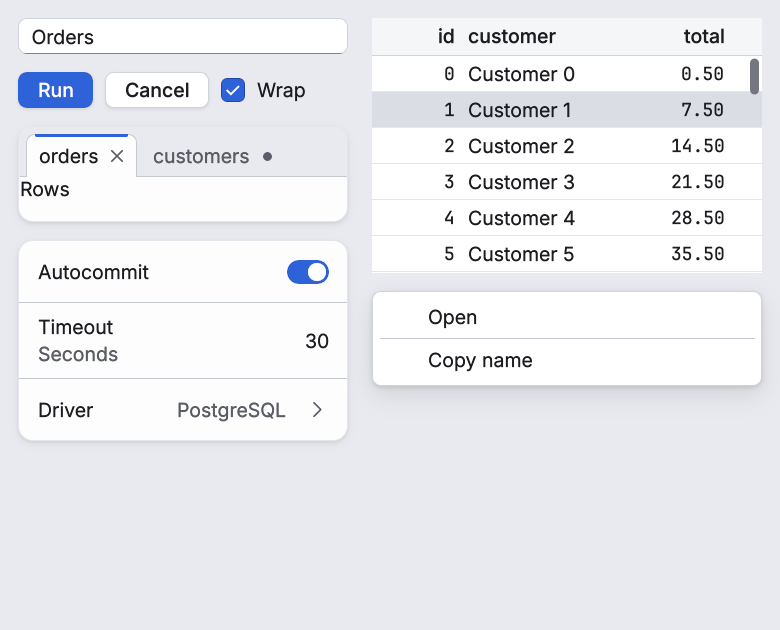 Orders
Run Cancel Wrap
orders customers
Rows
Autocommit
Timeout 30
Seconds
Driver PostgreSQL
id customer total
0 Customer 0 0.50
1 Customer 1 7.50
2 Customer 2 14.50
3 Customer 3 21.50
4 Customer 4 28.50
5 Customer 5 35.50
Open
Copy name